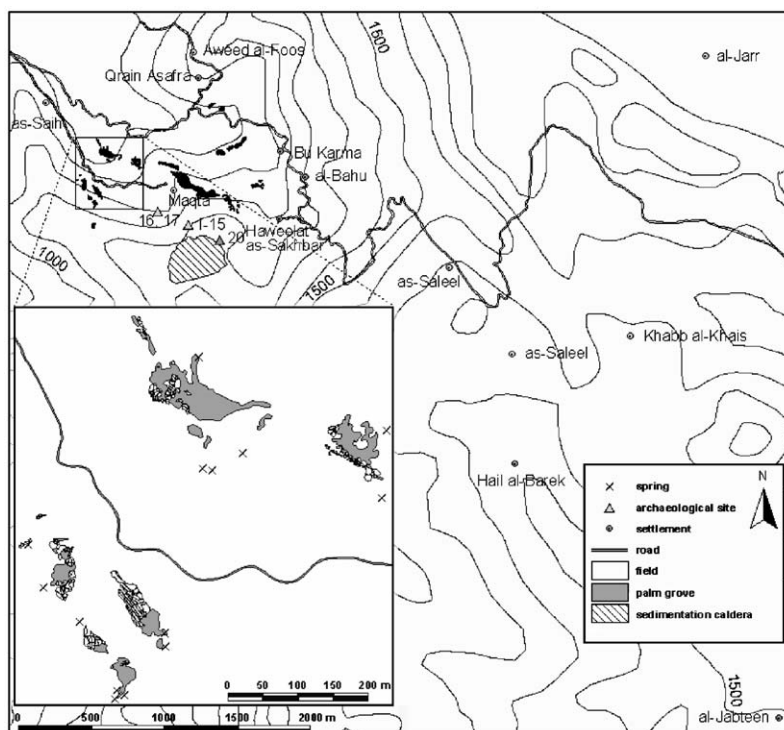 1500
Aweed al-Foos
al-Jarr
Qrain Asafra
as-Saih
Bu Karma
al-Bahu
Maqta
16 17
I-15
20
Haweelat
as-Sakhbar
1000
1500
as-Saleel
as-Saleel
Khabb al-Khais
Hail al-Barek
N
spring
archaeological site
settlement
road
field
palm grove
sedimentation caldera
0 50 100 150 200 m
0 500 1000 1500 2000 m
1500
al-Jabteen